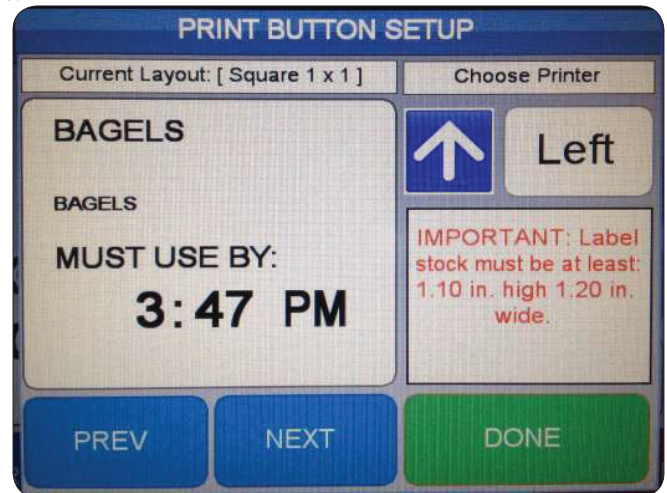 PRINT BUTTON SETUP
Current Layout: [ Square 1 x 1 ]
Choose Printer
BAGELS
BAGELS
MUST USE BY:
3:47 PM
Left
IMPORTANT: Label
stock must be at least:
1.10 in. high 1.20 in.
wide.
PREV
NEXT
DONE